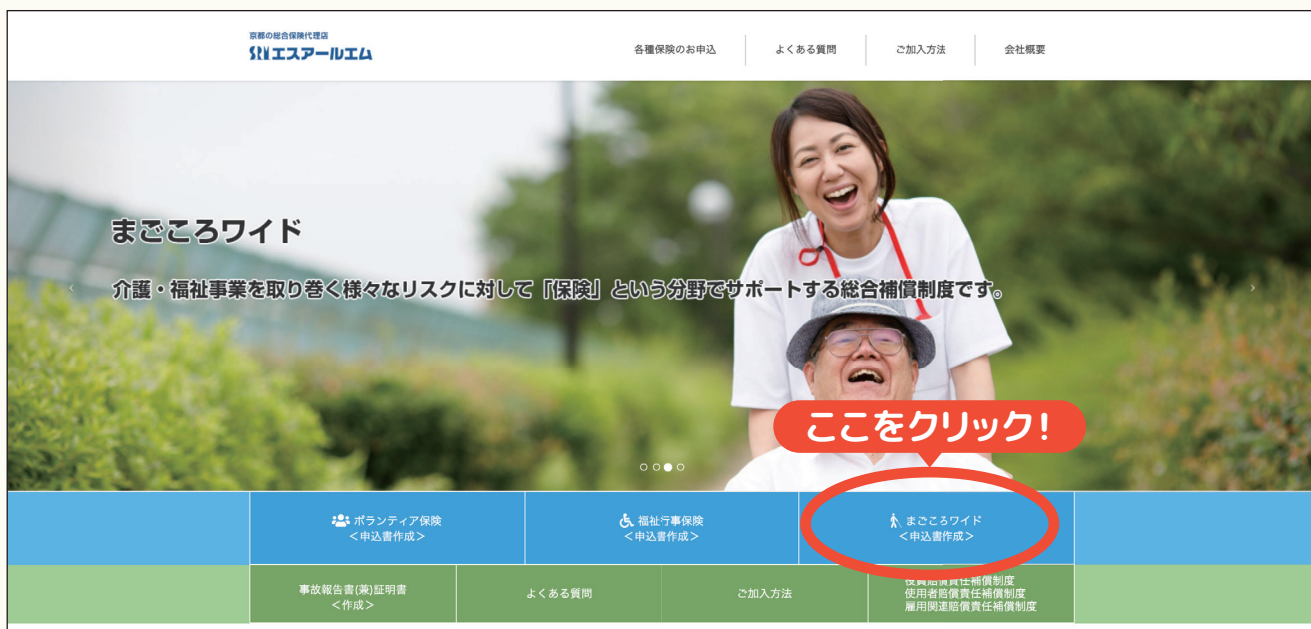 京都の総合保険代理店
SRM エスアールエム
各種保険のお申込
よくある質問
ご加入方法
会社概要
まごころワイド
介護・福祉事業を取り巻く様々なリスクに対して『保険』という分野でサポートする総合補償制度です。
ここをクリック!
ボランティア保険
<申込書作成>
福祉行事保険
<申込書作成>
まごころワイド
<申込書作成>
事故報告書(兼)証明書
<作成>
よくある質問
ご加入方法
役員賠償責任補償制度
使用者賠償責任補償制度
雇用関連賠償責任補償制度